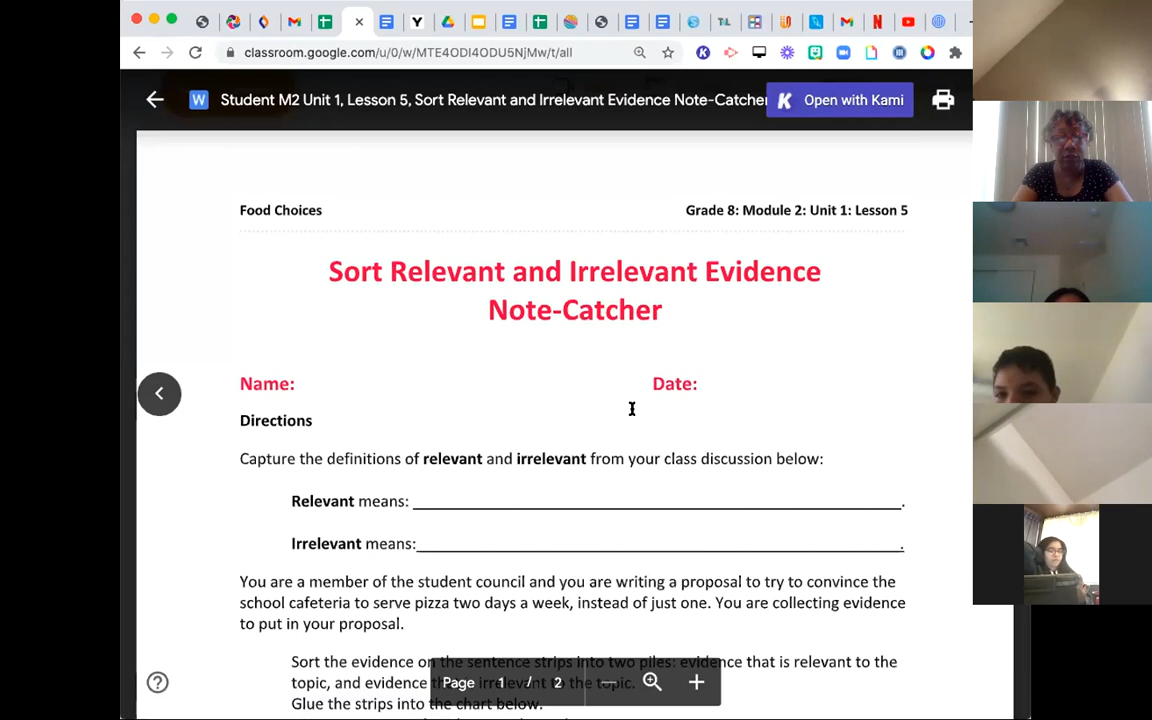 classroom.google.com/u/0/w/MTE4ODI4ODU5NjMw/t/all
Student M2 Unit 1, Lesson 5, Sort Relevant and Irrelevant Evidence Note-Catcher
Open with Kami
Food Choices
Grade 8: Module 2: Unit 1: Lesson 5
Sort Relevant and Irrelevant Evidence
Note-Catcher
Name:
Date:
Directions
Capture the definitions of relevant and irrelevant from your class discussion below:
Relevant means: .
Irrelevant means: .
You are a member of the student council and you are writing a proposal to try to convince the
school cafeteria to serve pizza two days a week, instead of just one. You are collecting evidence
to put in your proposal.
Sort the evidence on the sentence strips into two piles: evidence that is relevant to the
topic, and evidence that is irrelevant to the topic.
Glue the strips into the chart below.
Page 1 / 2